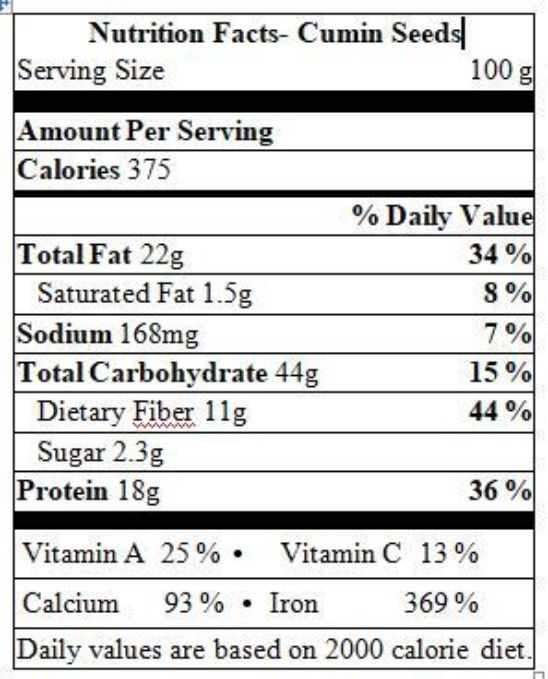 Nutrition Facts- Cumin Seeds
Serving Size 100 g
Amount Per Serving
Calories 375
% Daily Value
Total Fat 22g 34 %
Saturated Fat 1.5g 8 %
Sodium 168mg 7 %
Total Carbohydrate 44g 15 %
Dietary Fiber 11g 44 %
Sugar 2.3g
Protein 18g 36 %
Vitamin A 25 % • Vitamin C 13 %
Calcium 93 % • Iron 369 %
Daily values are based on 2000 calorie diet.